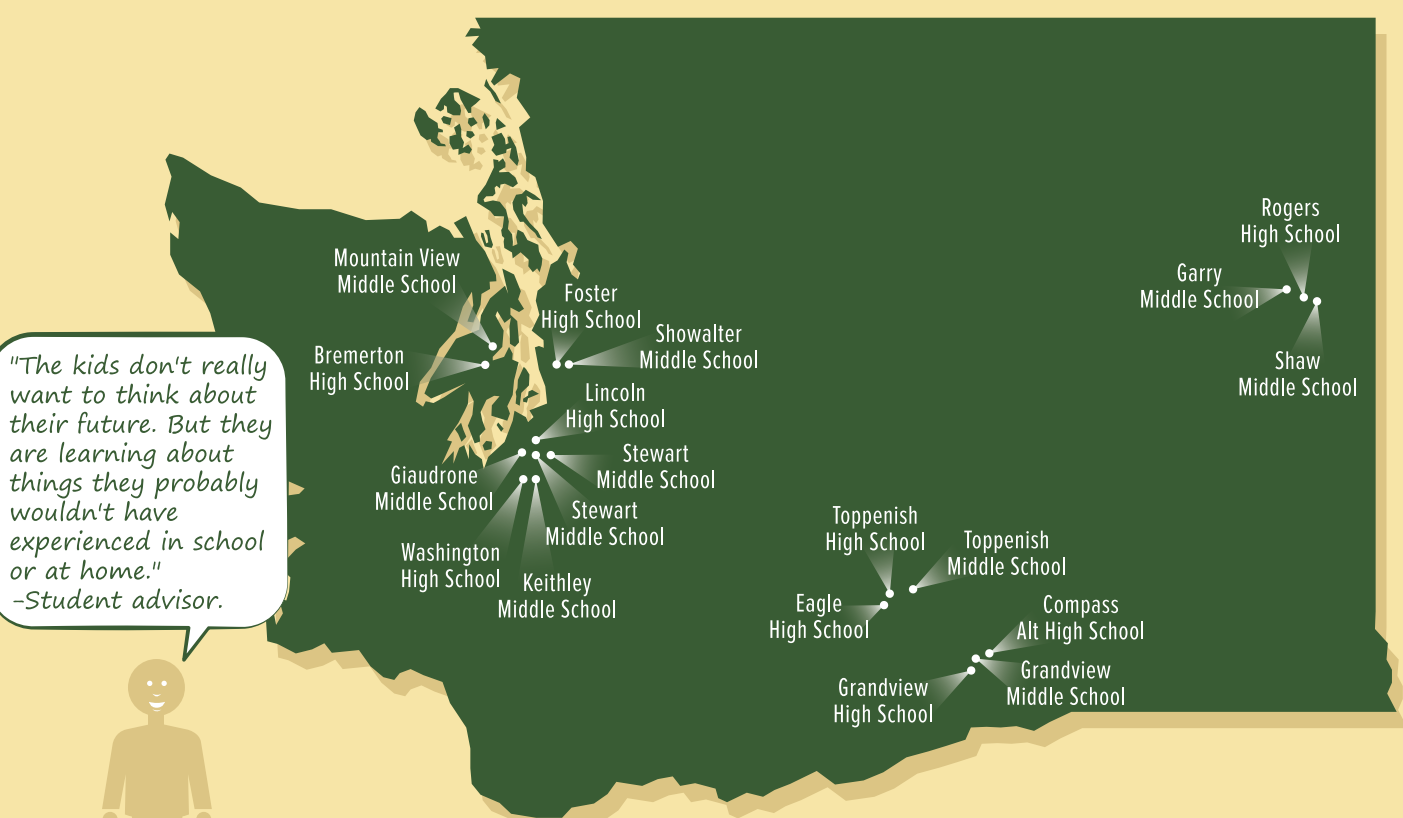 Rogers
High School
Garry
Middle School
Shaw
Middle School
Mountain View
Middle School
Foster
High School
Showalter
Middle School
Bremerton
High School
Lincoln
High School
Stewart
Middle School
Giaudrone
Middle School
Stewart
Middle School
Washington
High School
Keithley
Middle School
Toppenish
High School
Toppenish
Middle School
Eagle
High School
Compass
Alt High School
Grandview
Middle School
Grandview
High School
"The kids don't really
want to think about
their future. But they
are learning about
things they probably
wouldn't have
experienced in school
or at home."
-Student advisor.